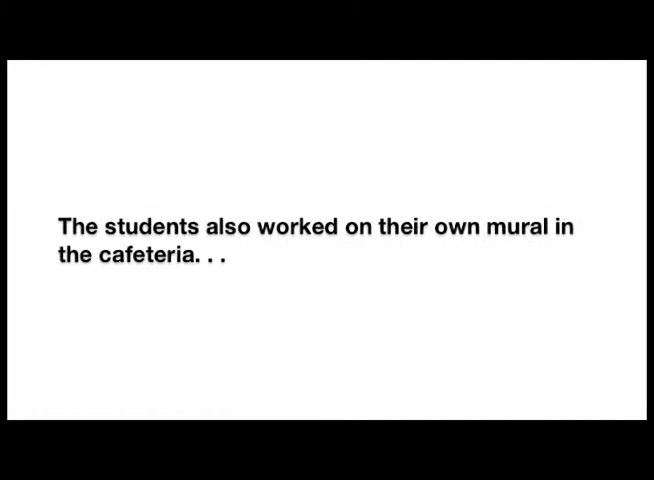 The students also worked on their own mural in
the cafeteria. . .